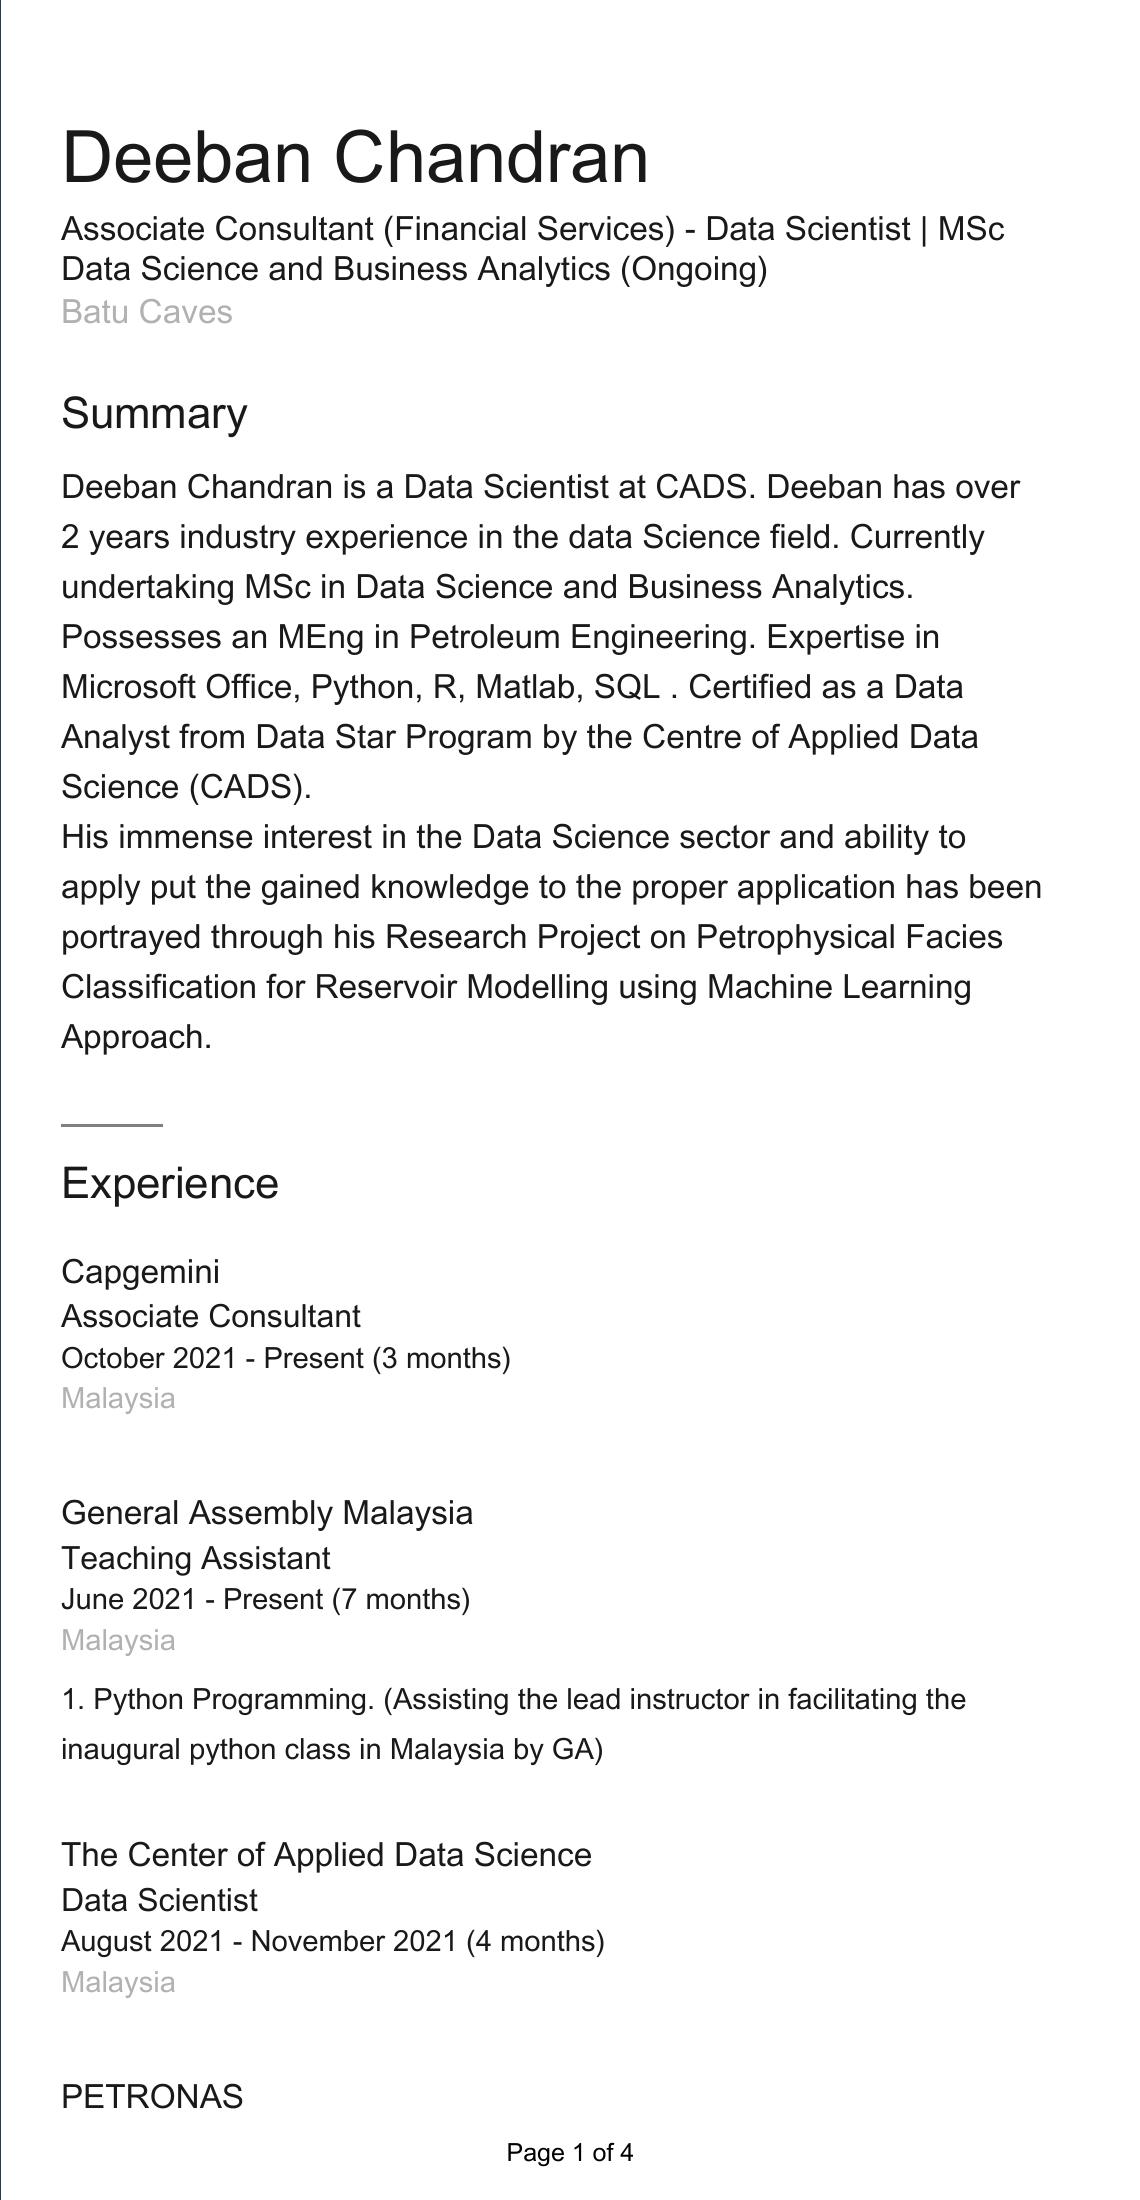 Deeban Chandran
Associate Consultant (Financial Services) - Data Scientist | MSc
Data Science and Business Analytics (Ongoing)
Batu Caves
Summary
Deeban Chandran is a Data Scientist at CADS. Deeban has over
2 years industry experience in the data Science field. Currently
undertaking MSc in Data Science and Business Analytics.
Possesses an MEng in Petroleum Engineering. Expertise in
Microsoft Office, Python, R, Matlab, SQL . Certified as a Data
Analyst from Data Star Program by the Centre of Applied Data
Science (CADS).
His immense interest in the Data Science sector and ability to
apply put the gained knowledge to the proper application has been
portrayed through his Research Project on Petrophysical Facies
Classification for Reservoir Modelling using Machine Learning
Approach.
Experience
Capgemini
Associate Consultant
October 2021 - Present (3 months)
Malaysia
General Assembly Malaysia
Teaching Assistant
June 2021 - Present (7 months)
Malaysia
1. Python Programming. (Assisting the lead instructor in facilitating the
inaugural python class in Malaysia by GA)
The Center of Applied Data Science
Data Scientist
August 2021 - November 2021 (4 months)
Malaysia
PETRONAS
Page 1 of 4